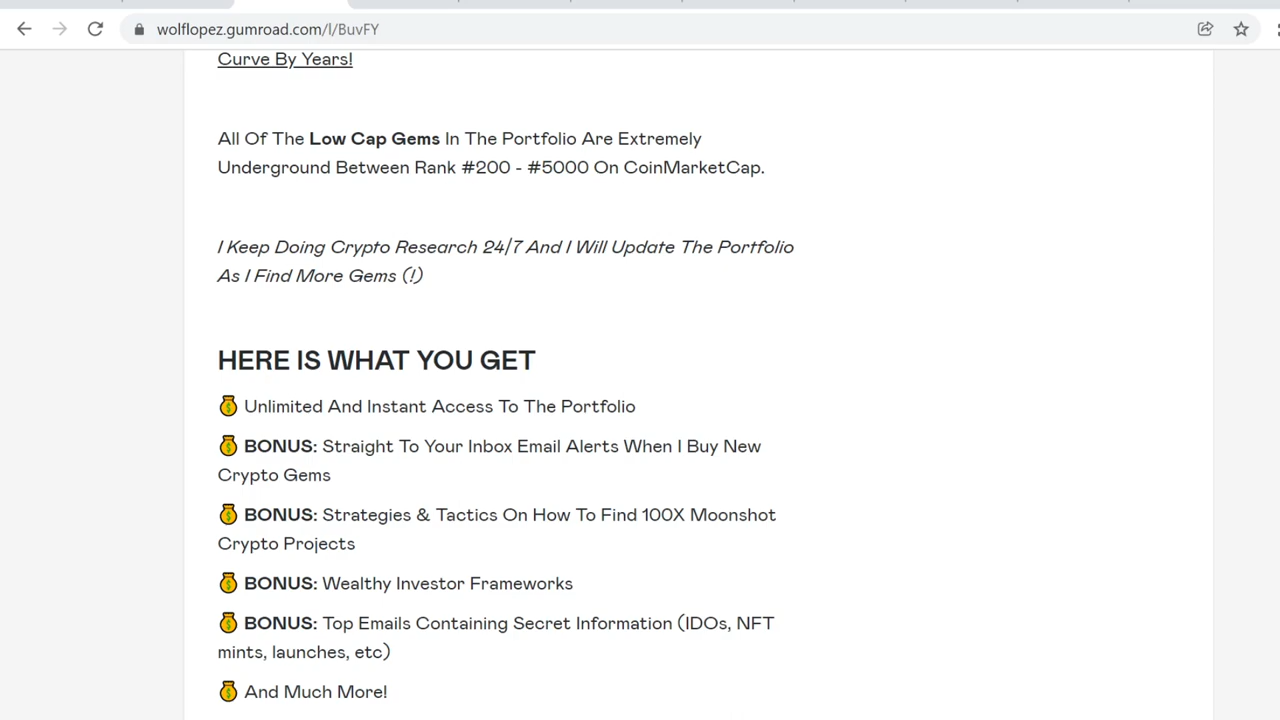 wolflopez.gumroad.com/l/BuvFY
Curve By Years!
All Of The Low Cap Gems In The Portfolio Are Extremely
Underground Between Rank #200 - #5000 On CoinMarketCap.
I Keep Doing Crypto Research 24/7 And I Will Update The Portfolio
As I Find More Gems (!)
HERE IS WHAT YOU GET
Unlimited And Instant Access To The Portfolio
BONUS: Straight To Your Inbox Email Alerts When I Buy New
Crypto Gems
BONUS: Strategies & Tactics On How To Find 100X Moonshot
Crypto Projects
BONUS: Wealthy Investor Frameworks
BONUS: Top Emails Containing Secret Information (IDOs, NFT
mints, launches, etc)
And Much More!